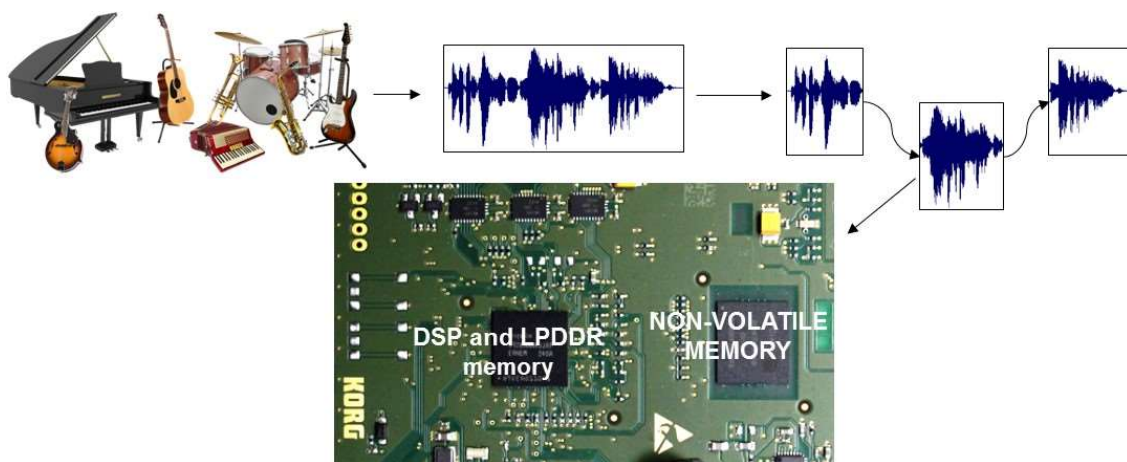 DSP and LPDDR
memory
NON-VOLATILE
MEMORY
KORG